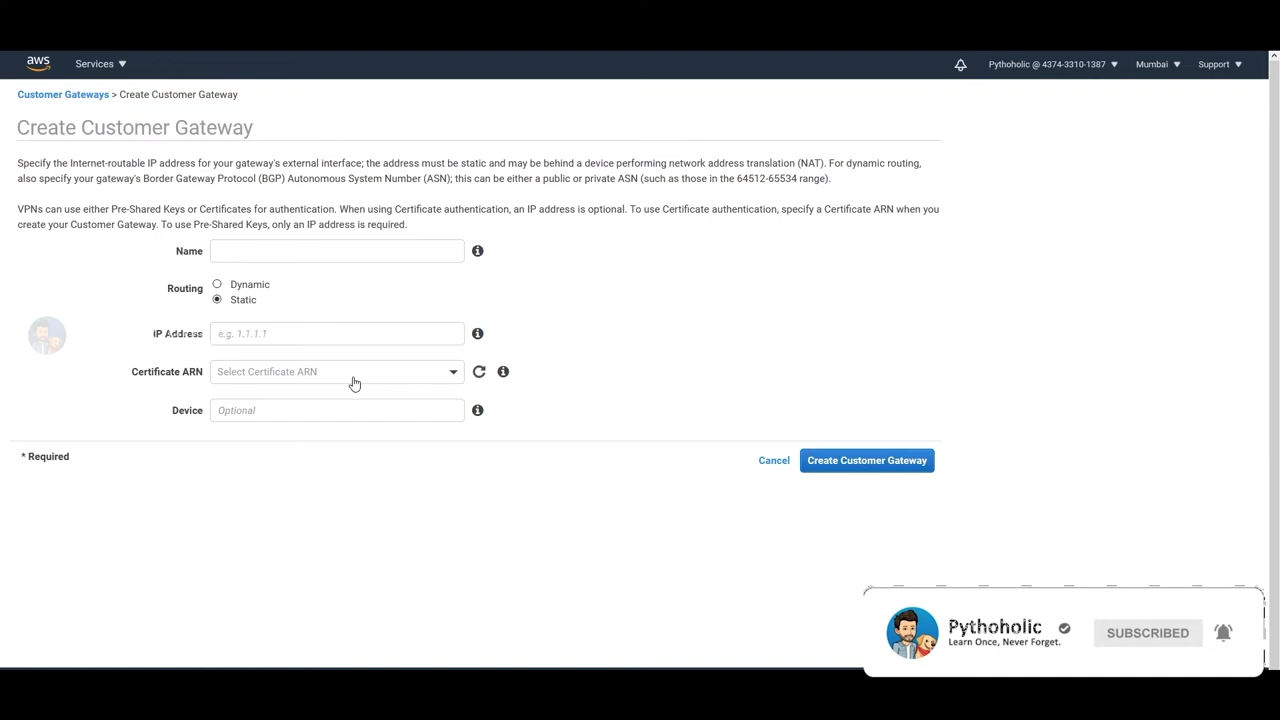 aws Services Pythoholic @ 4374-3310-1387 Mumbai Support
Customer Gateways > Create Customer Gateway
Create Customer Gateway
Specify the Internet-routable IP address for your gateway's external interface; the address must be static and may be behind a device performing network address translation (NAT). For dynamic routing,
also specify your gateway's Border Gateway Protocol (BGP) Autonomous System Number (ASN); this can be either a public or private ASN (such as those in the 64512-65534 range).
VPNs can use either Pre-Shared Keys or Certificates for authentication. When using Certificate authentication, an IP address is optional. To use Certificate authentication, specify a Certificate ARN when you
create your Customer Gateway. To use Pre-Shared Keys, only an IP address is required.
Name
Routing Dynamic
Static
IP Address e.g. 1.1.1.1
Certificate ARN Select Certificate ARN
Device Optional
* Required
Cancel Create Customer Gateway
Pythoholic
Learn Once, Never Forget.
SUBSCRIBED